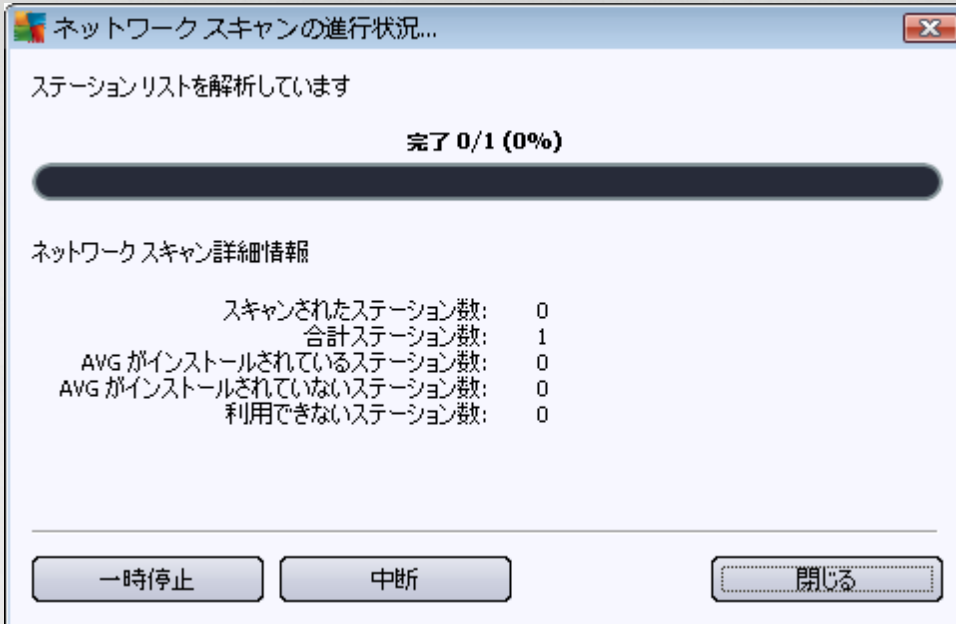 ネットワーク スキャンの進行状況...
ステーション リストを解析しています
完了 0/1 (0%)
ネットワーク スキャン詳細情報
スキャンされたステーション数: 0
合計ステーション数: 1
AVG がインストールされているステーション数: 0
AVG がインストールされていないステーション数: 0
利用できないステーション数: 0
一時停止 中断 閉じる